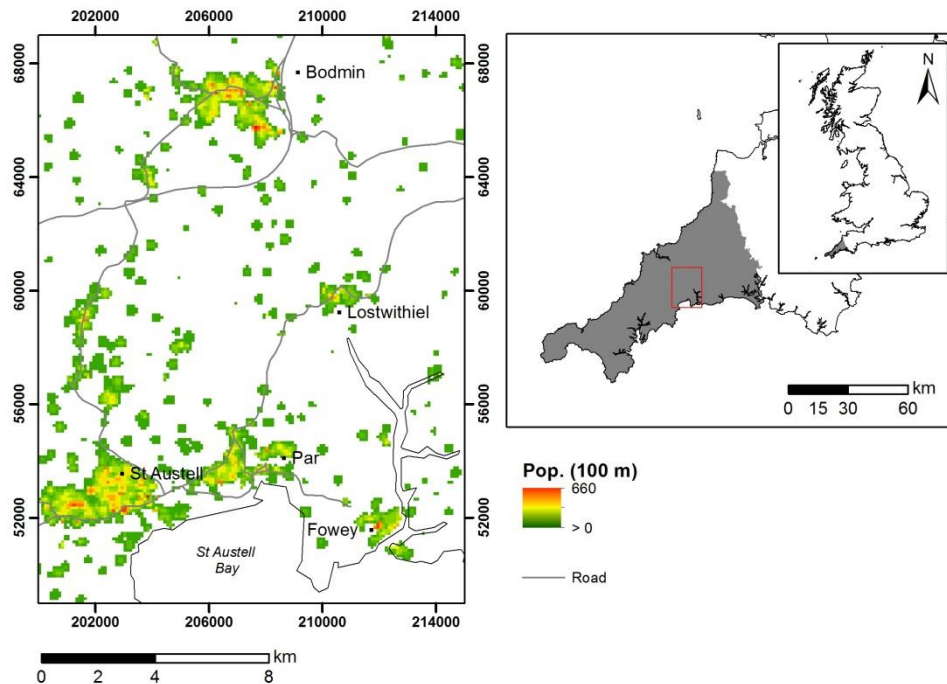 202000 206000 210000 214000
68000
64000
60000
56000
52000
Bodmin
Lostwithiel
Par
St Austell
Fowey
St Austell
Bay
68000
64000
60000
56000
52000
202000 206000 210000 214000
km
0 2 4 8
N
km
0 15 30 60
Pop. (100 m)
660
> 0
Road